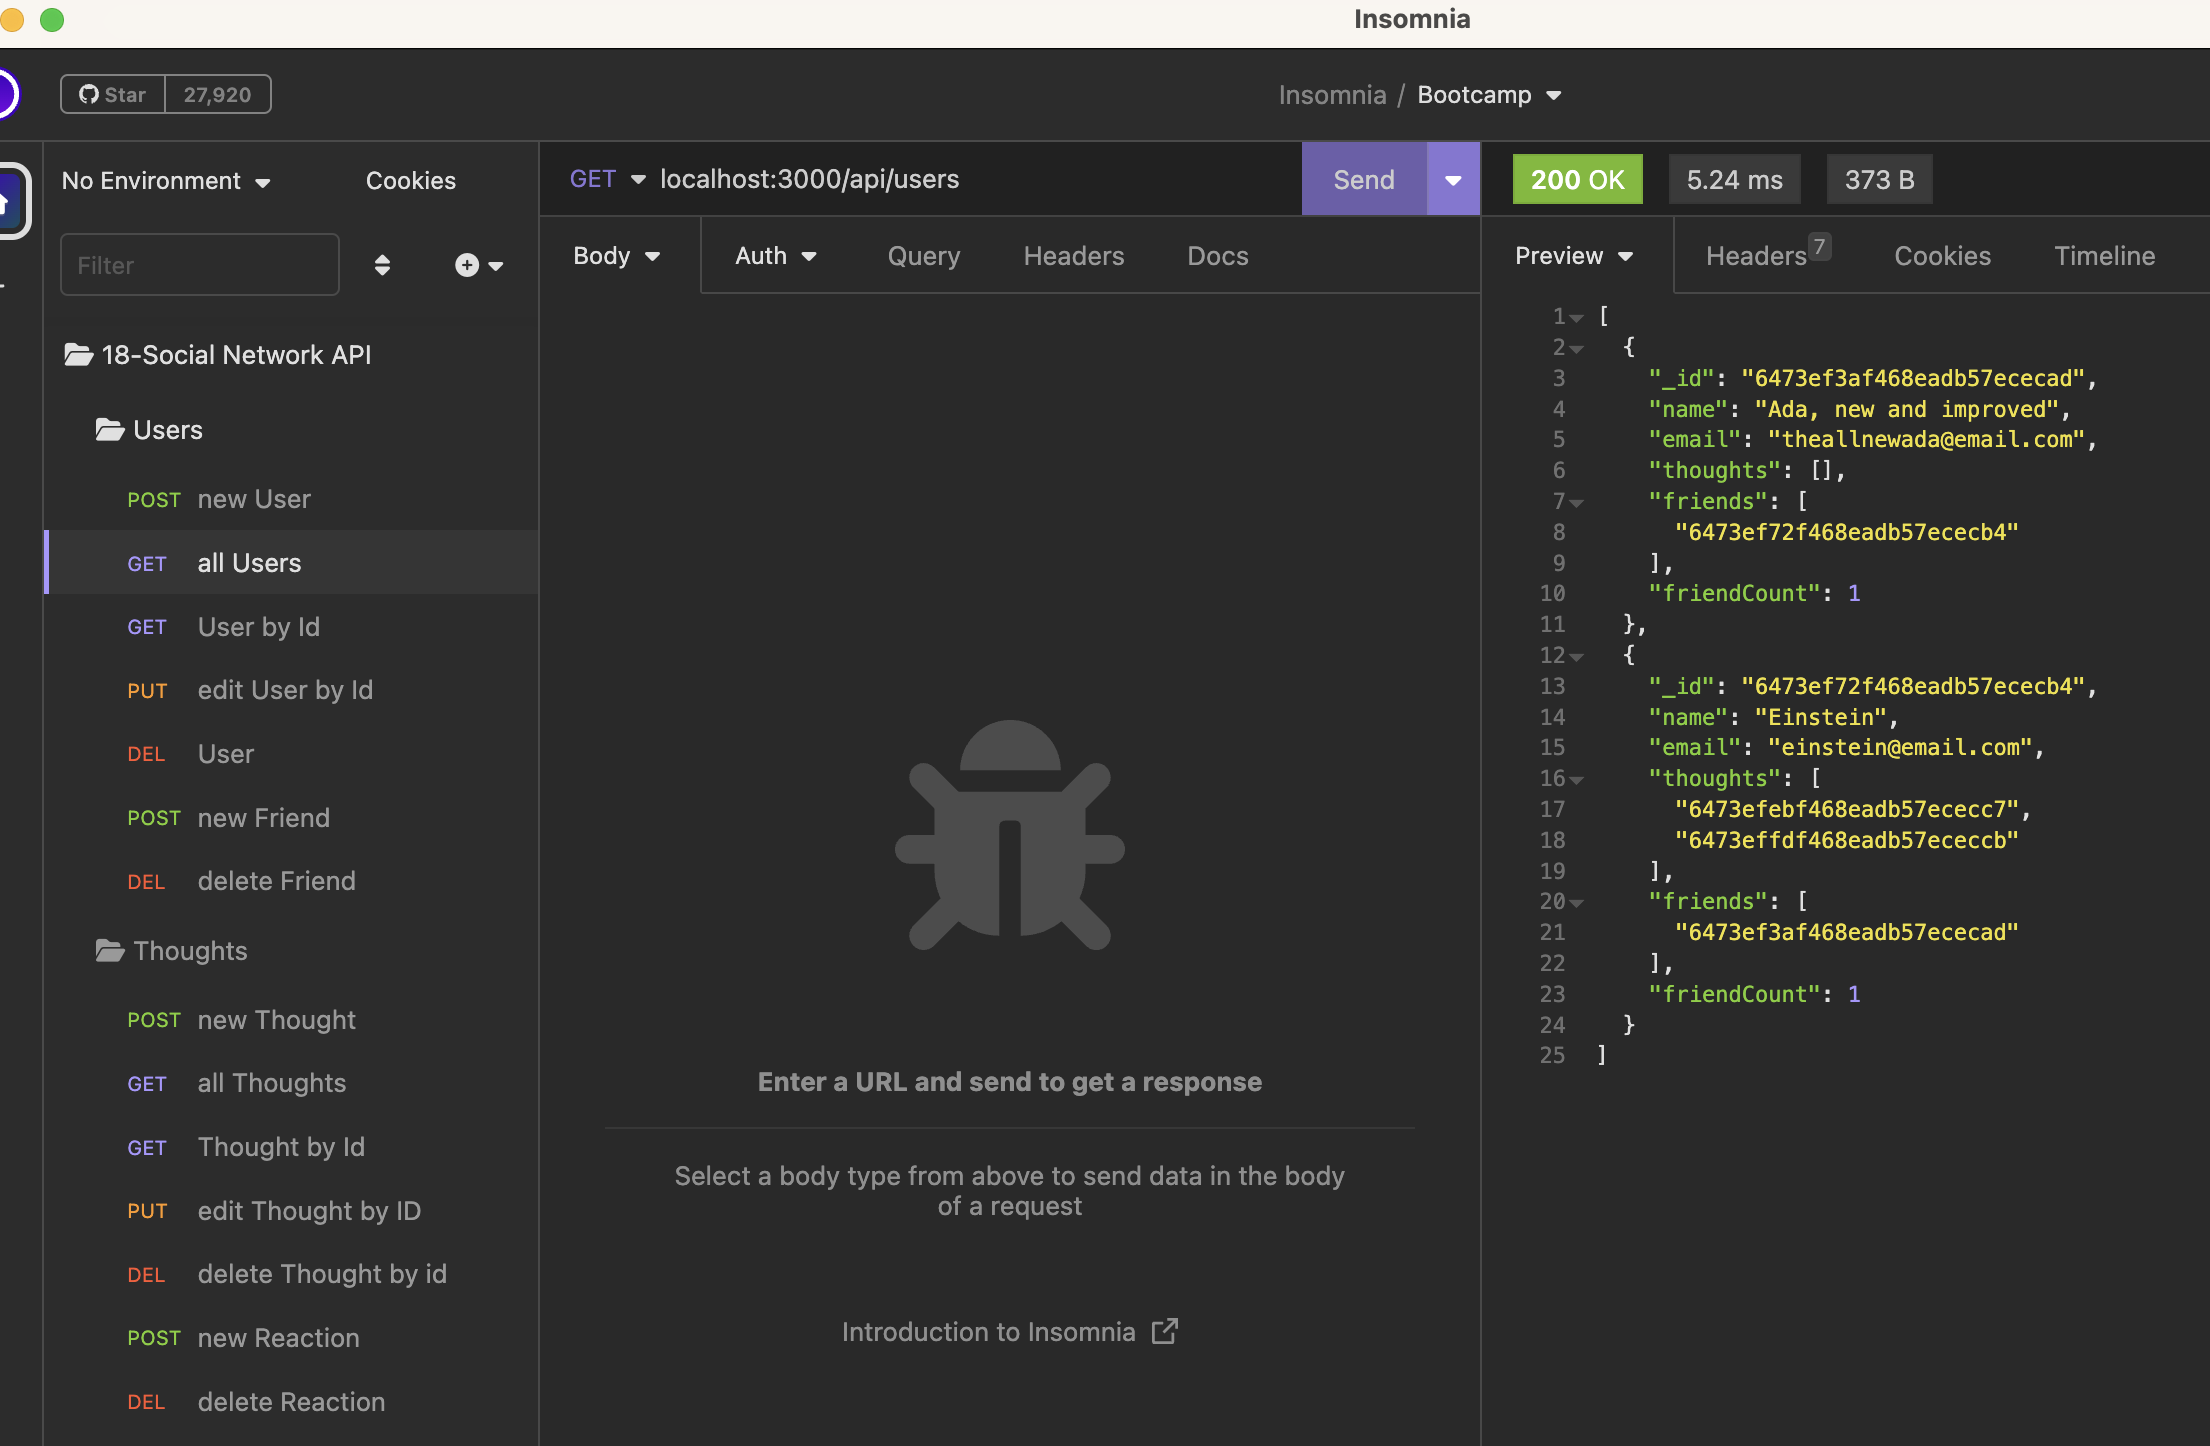 Insomnia
Star 27,920
Insomnia / Bootcamp
No Environment Cookies
Filter
18-Social Network API
Users
POST new User
GET all Users
GET User by Id
PUT edit User by Id
DEL User
POST new Friend
DEL delete Friend
Thoughts
POST new Thought
GET all Thoughts
GET Thought by Id
PUT edit Thought by ID
DEL delete Thought by id
POST new Reaction
DEL delete Reaction
GET localhost:3000/api/users Send
Body Auth Query Headers Docs
Enter a URL and send to get a response
Select a body type from above to send data in the body
of a request
Introduction to Insomnia
200 OK 5.24 ms 373 B
Preview Headers 7 Cookies Timeline
1 [
2 {
3 "_id": "6473ef3af468eadb57ececad",
4 "name": "Ada, new and improved",
5 "email": "theallnewada@email.com",
6 "thoughts": [],
7 "friends": [
8 "6473ef72f468eadb57ececb4"
9 ],
10 "friendCount": 1
11 },
12 {
13 "_id": "6473ef72f468eadb57ececb4",
14 "name": "Einstein",
15 "email": "einstein@email.com",
16 "thoughts": [
17 "6473efebf468eadb57ececc7",
18 "6473effdf468eadb57ececcb"
19 ],
20 "friends": [
21 "6473ef3af468eadb57ececad"
22 ],
23 "friendCount": 1
24 }
25 ]